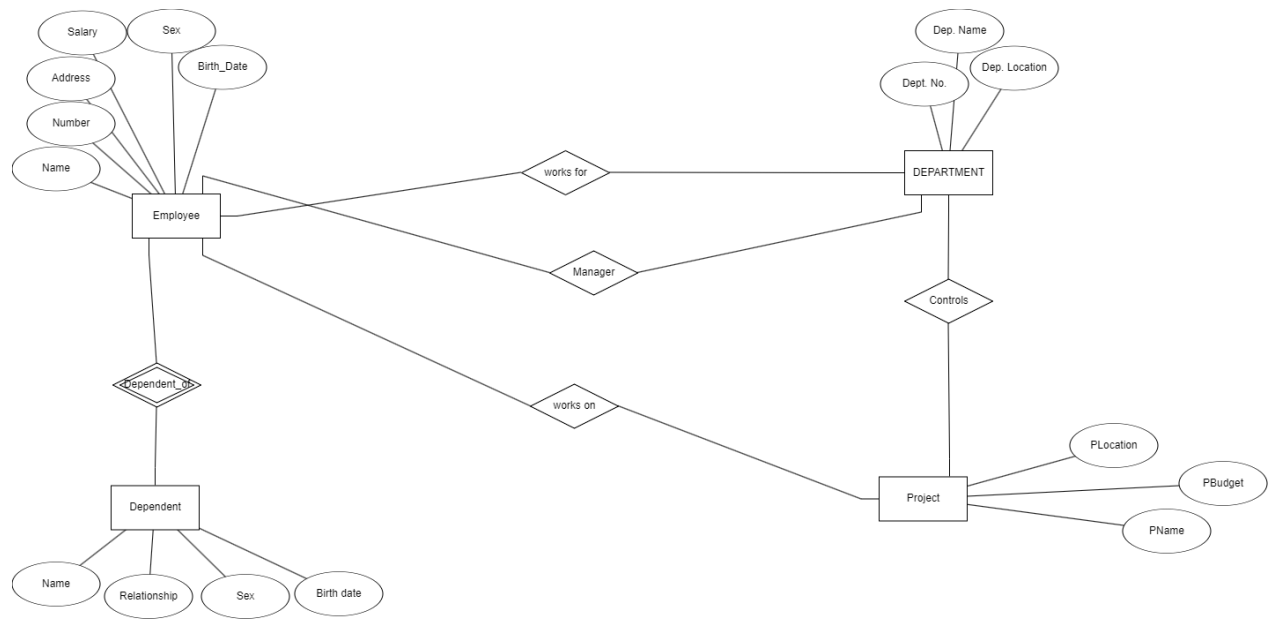 Salary
Sex
Dep. Name
Birth_Date
Dep. Location
Address
Dept. No.
Number
Name
works for
DEPARTMENT
Employee
Manager
Controls
Dependent_of
works on
PLocation
PBudget
Project
Dependent
PName
Name
Relationship
Sex
Birth date